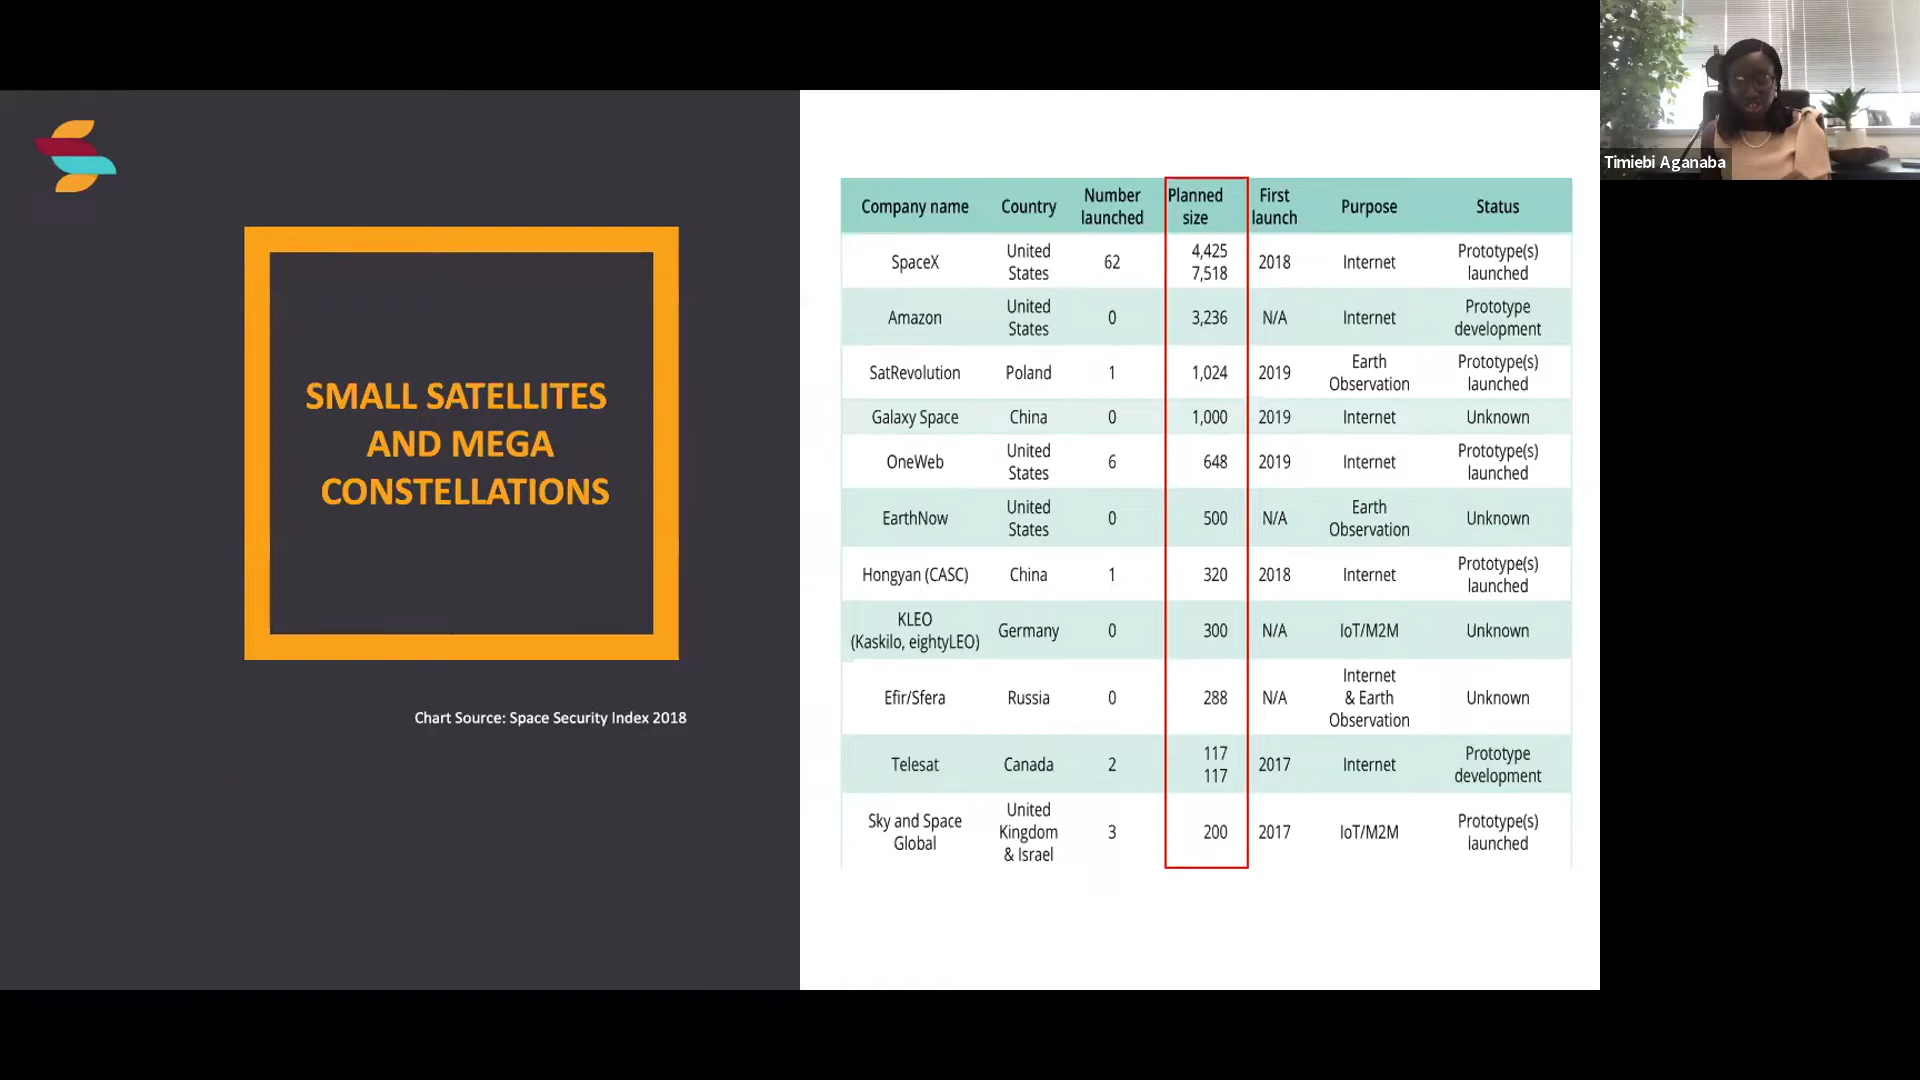 SMALL SATELLITES
AND MEGA
CONSTELLATIONS
Chart Source: Space Security Index 2018
Company name Country Number launched Planned size First launch Purpose Status
SpaceX United States 62 4,425 7,518 2018 Internet Prototype(s) launched
Amazon United States 0 3,236 N/A Internet Prototype development
SatRevolution Poland 1 1,024 2019 Earth Observation Prototype(s) launched
Galaxy Space China 0 1,000 2019 Internet Unknown
OneWeb United States 6 648 2019 Internet Prototype(s) launched
EarthNow United States 0 500 N/A Earth Observation Unknown
Hongyan (CASC) China 1 320 2018 Internet Prototype(s) launched
KLEO (Kaskilo, eightyLEO) Germany 0 300 N/A IoT/M2M Unknown
Efir/Sfera Russia 0 288 N/A Internet & Earth Observation Unknown
Telesat Canada 2 117 117 2017 Internet Prototype development
Sky and Space Global United Kingdom & Israel 3 200 2017 IoT/M2M Prototype(s) launched
Timiebi Aganaba